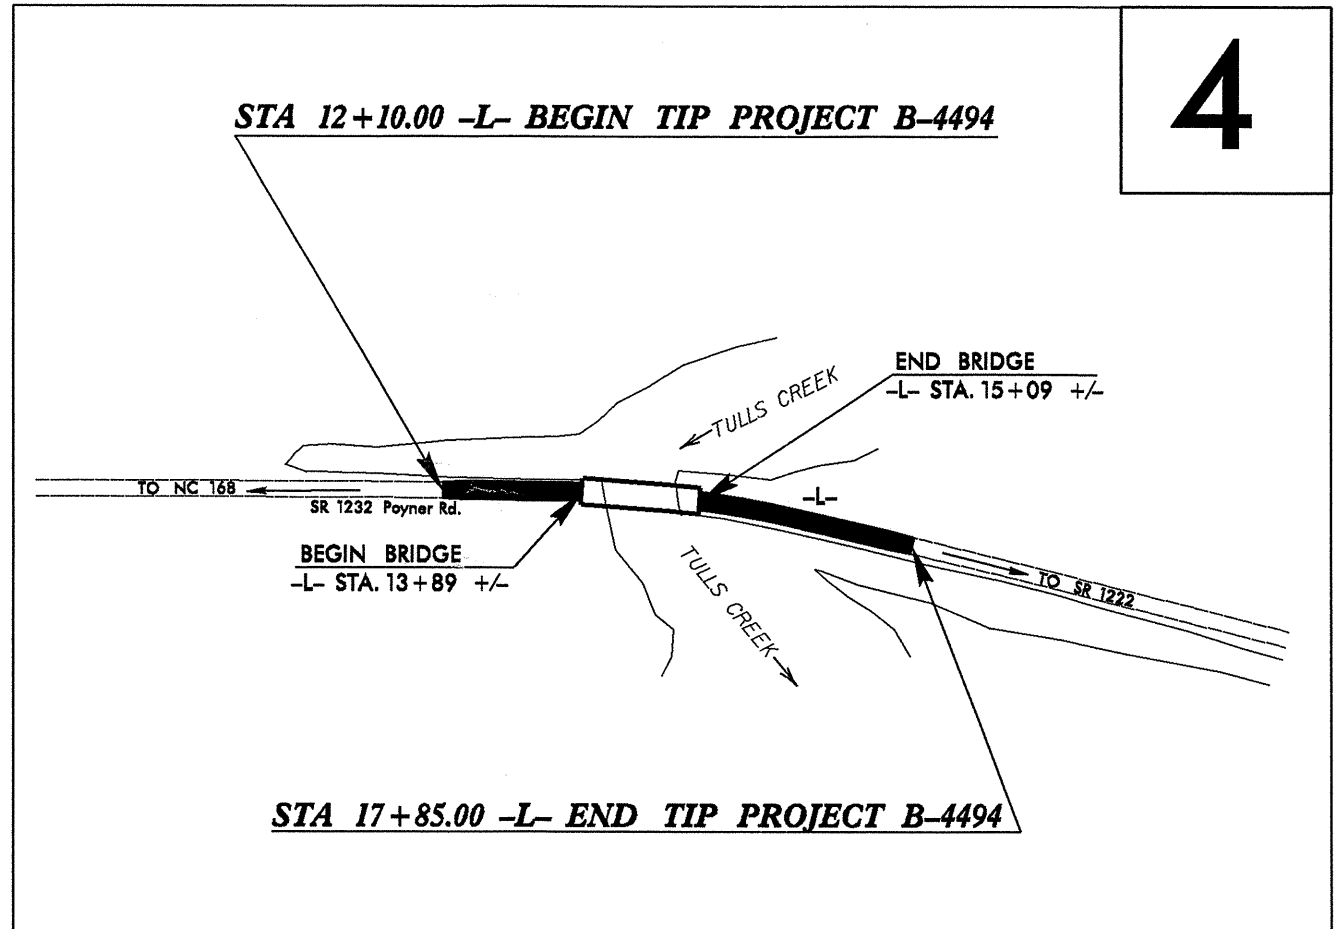 4
STA 12+10.00 -L- BEGIN TIP PROJECT B-4494
END BRIDGE
-L- STA. 15+09 +/-
TULLS CREEK
TO NC 168
SR 1232 Poyner Rd.
-L-
BEGIN BRIDGE
-L- STA. 13+89 +/-
TULLS CREEK
TO SR 1222
STA 17+85.00 -L- END TIP PROJECT B-4494